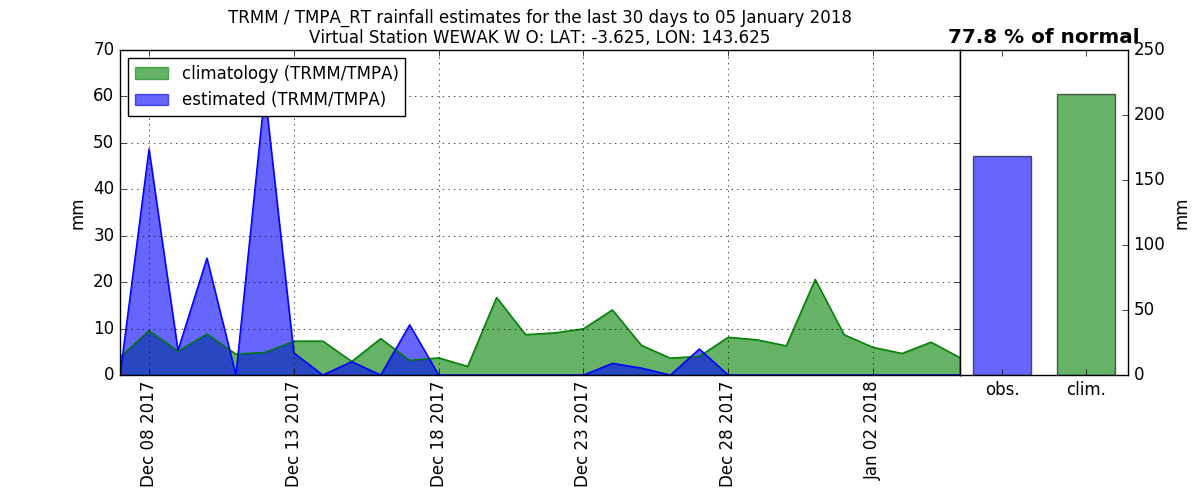 TRMM / TMPA_RT rainfall estimates for the last 30 days to 05 January 2018
Virtual Station WEWAK W O: LAT: -3.625, LON: 143.625
77.8 % of normal
climatology (TRMM/TMPA)
estimated (TRMM/TMPA)
70
60
50
40
30
20
10
0
mm
Dec 08 2017
Dec 13 2017
Dec 18 2017
Dec 23 2017
Dec 28 2017
Jan 02 2018
obs.
clim.
250
200
150
100
50
0
mm